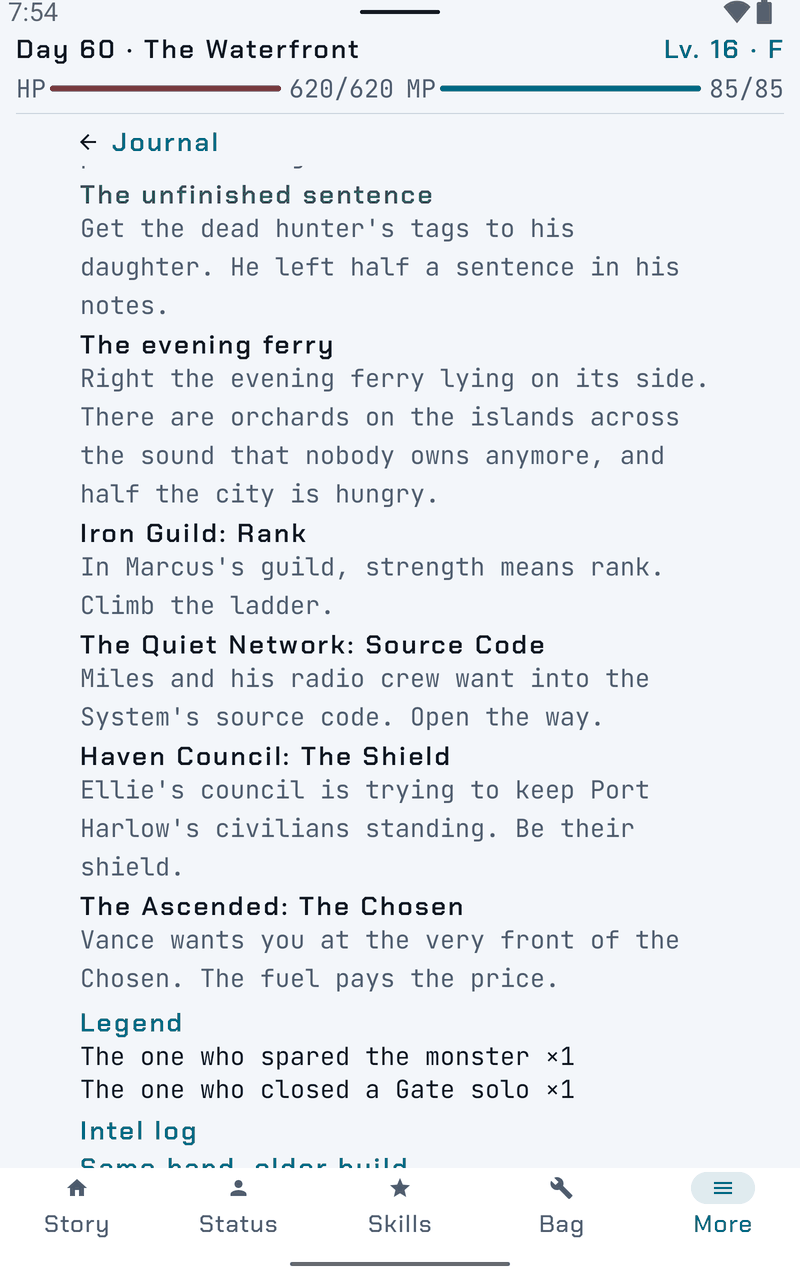 7:54
Day 60 · The Waterfront
Lv. 16 · F
HP 620/620 MP 85/85
← Journal
The unfinished sentence
Get the dead hunter's tags to his
daughter. He left half a sentence in his
notes.
The evening ferry
Right the evening ferry lying on its side.
There are orchards on the islands across
the sound that nobody owns anymore, and
half the city is hungry.
Iron Guild: Rank
In Marcus's guild, strength means rank.
Climb the ladder.
The Quiet Network: Source Code
Miles and his radio crew want into the
System's source code. Open the way.
Haven Council: The Shield
Ellie's council is trying to keep Port
Harlow's civilians standing. Be their
shield.
The Ascended: The Chosen
Vance wants you at the very front of the
Chosen. The fuel pays the price.
Legend
The one who spared the monster ×1
The one who closed a Gate solo ×1
Intel log
Same hand, older build
Story
Status
Skills
Bag
More